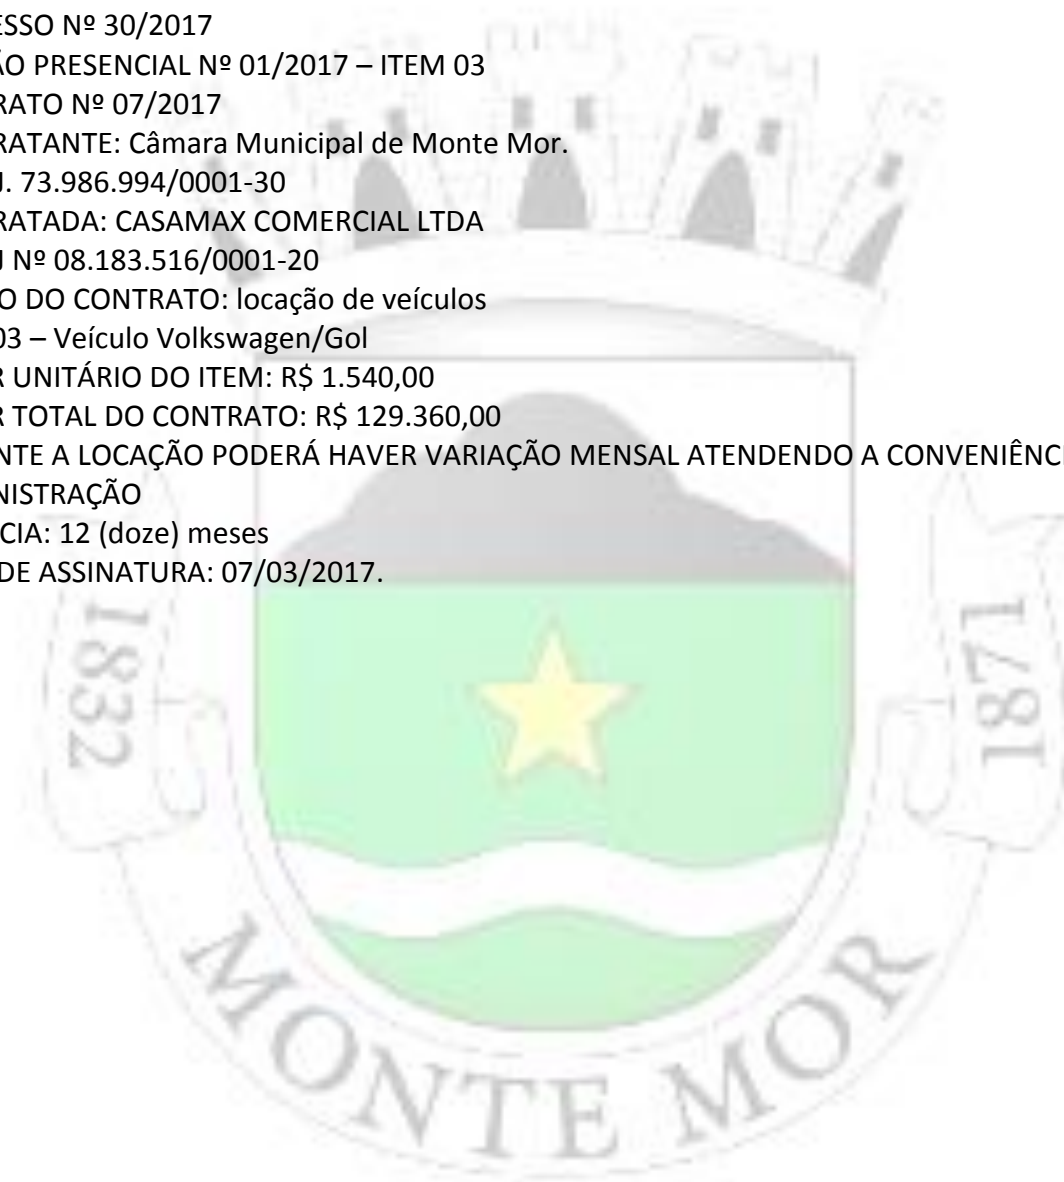 ESSO Nº 30/2017
ÃO PRESENCIAL Nº 01/2017 – ITEM 03
RATO Nº 07/2017
RATANTE: Câmara Municipal de Monte Mor.
J. 73.986.994/0001-30
RATADA: CASAMAX COMERCIAL LTDA
J Nº 08.183.516/0001-20
O DO CONTRATO: locação de veículos
03 – Veículo Volkswagen/Gol
R UNITÁRIO DO ITEM: R$ 1.540,00
R TOTAL DO CONTRATO: R$ 129.360,00
NTE A LOCAÇÃO PODERÁ HAVER VARIAÇÃO MENSAL ATENDENDO A CONVENIÊNCI
NISTRAÇÃO
CIA: 12 (doze) meses
DE ASSINATURA: 07/03/2017.
1832
1871
MONTE MOR